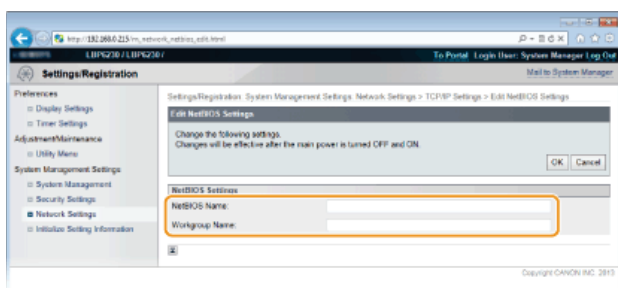 http://192.168.0.215/m_network_netbios_edit.html
LBP6230 / LBP6230 /
To Portal Login User: System Manager Log Out
Settings/Registration
Mail to System Manager
Preferences
Display Settings
Timer Settings
Adjustment/Maintenance
Utility Menu
System Management Settings
System Management
Security Settings
Network Settings
Initialize Setting Information
Settings/Registration: System Management Settings: Network Settings > TCP/IP Settings > Edit NetBIOS Settings
Edit NetBIOS Settings
Change the following settings.
Changes will be effective after the main power is turned OFF and ON.
OK Cancel
NetBIOS Settings
NetBIOS Name:
Workgroup Name:
Copyright CANON INC. 2013